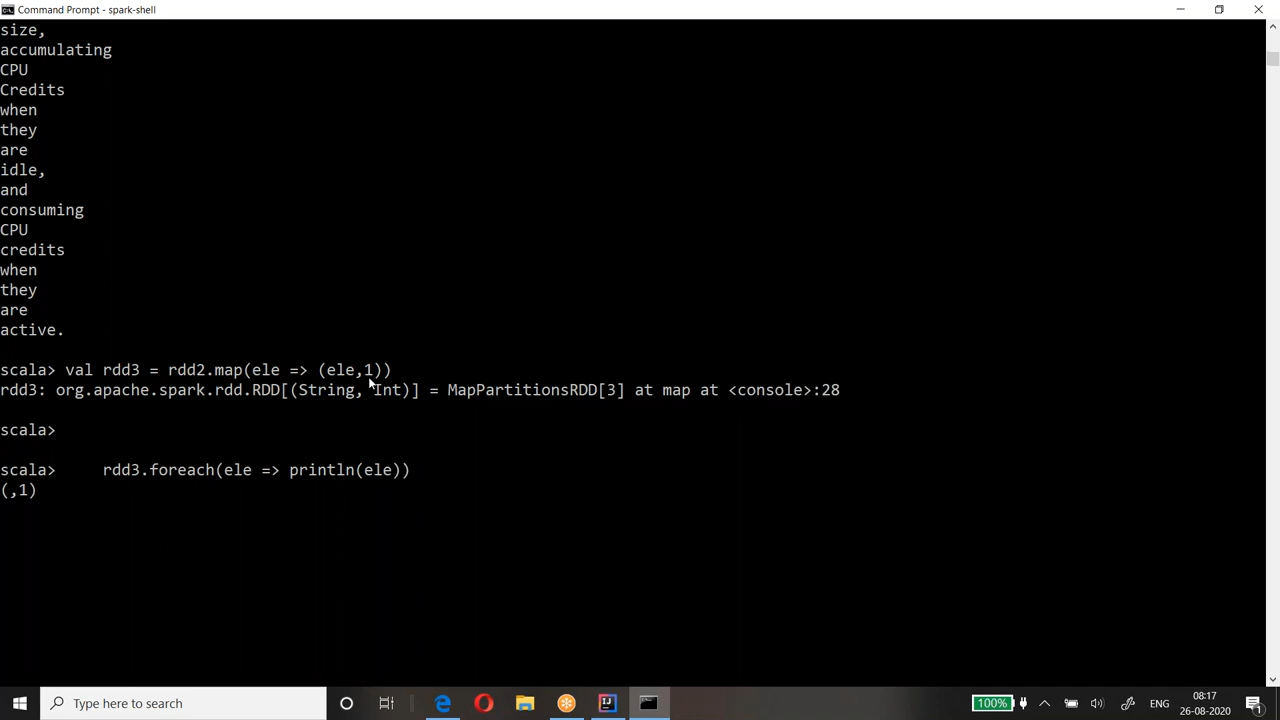 Command Prompt - spark-shell
size,
accumulating
CPU
Credits
when
they
are
idle,
and
consuming
CPU
credits
when
they
are
active.
scala> val rdd3 = rdd2.map(ele => (ele,1))
rdd3: org.apache.spark.rdd.RDD[(String, Int)] = MapPartitionsRDD[3] at map at <console>:28
scala>
scala>     rdd3.foreach(ele => println(ele))
(,1)
Type here to search
100%
ENG
08:17
26-08-2020
1